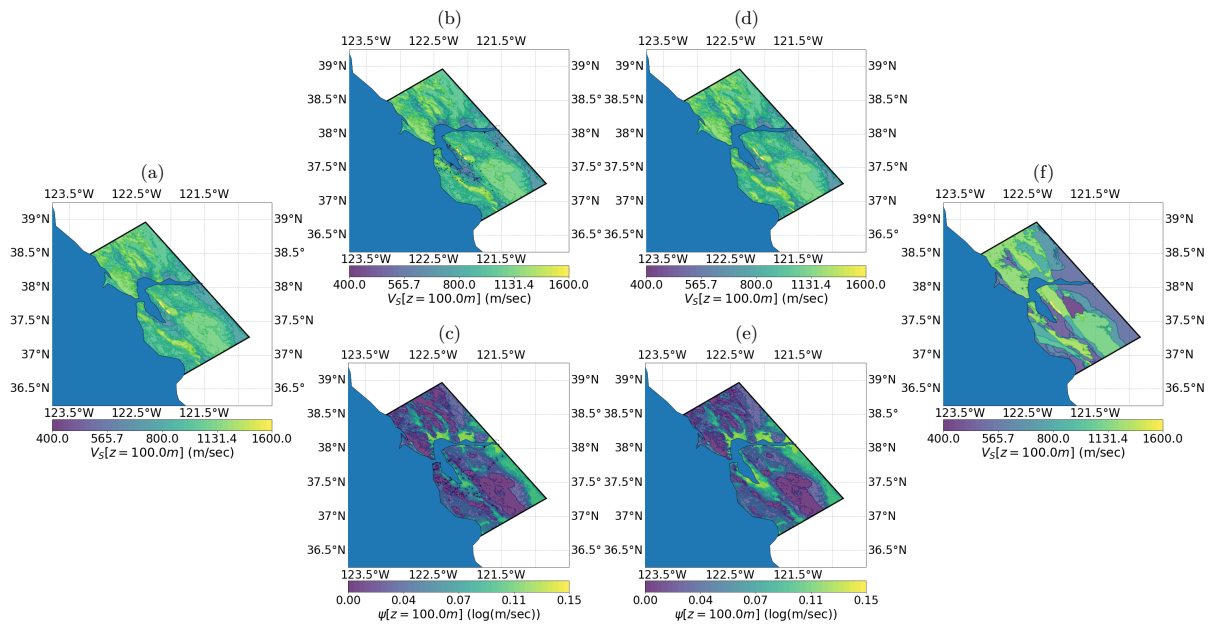 (a)
123.5°W 122.5°W 121.5°W
39°N
38.5°N
38°N
37.5°N
37°N
36.5°N
39°N
38.5°N
38°N
37.5°N
37°N
36.5°N
123.5°W 122.5°W 121.5°W
400.0 565.7 800.0 1131.4 1600.0
V_S[z = 100.0m] (m/sec)
(b)
123.5°W 122.5°W 121.5°W
39°N
38.5°N
38°N
37.5°N
37°N
36.5°N
39°N
38.5°
38°N
37.5°
37°N
36.5°
123.5°W 122.5°W 121.5°W
400.0 565.7 800.0 1131.4 1600.0
V_S[z = 100.0m] (m/sec)
(c)
123.5°W 122.5°W 121.5°W
39°N
38.5°N
38°N
37.5°N
37°N
36.5°N
39°N
38.5°
38°N
37.5°
37°N
36.5°
123.5°W 122.5°W 121.5°W
0.00 0.04 0.07 0.11 0.15
ψ[z = 100.0m] (log(m/sec))
(d)
123.5°W 122.5°W 121.5°W
39°N
38.5°N
38°N
37.5°N
37°N
36.5°N
39°N
38.5°N
38°N
37.5°N
37°N
36.5°N
123.5°W 122.5°W 121.5°W
400.0 565.7 800.0 1131.4 1600.0
V_S[z = 100.0m] (m/sec)
(e)
123.5°W 122.5°W 121.5°W
39°N
38.5°N
38°N
37.5°N
37°N
36.5°N
39°N
38.5°
38°N
37.5°N
37°N
36.5°N
123.5°W 122.5°W 121.5°W
0.00 0.04 0.07 0.11 0.15
ψ[z = 100.0m] (log(m/sec))
(f)
123.5°W 122.5°W 121.5°W
39°N
38.5°N
38°N
37.5°N
37°N
36.5°N
39°N
38.5°N
38°N
37.5°N
37°N
36.5°N
123.5°W 122.5°W 121.5°W
400.0 565.7 800.0 1131.4 1600.0
V_S[z = 100.0m] (m/sec)